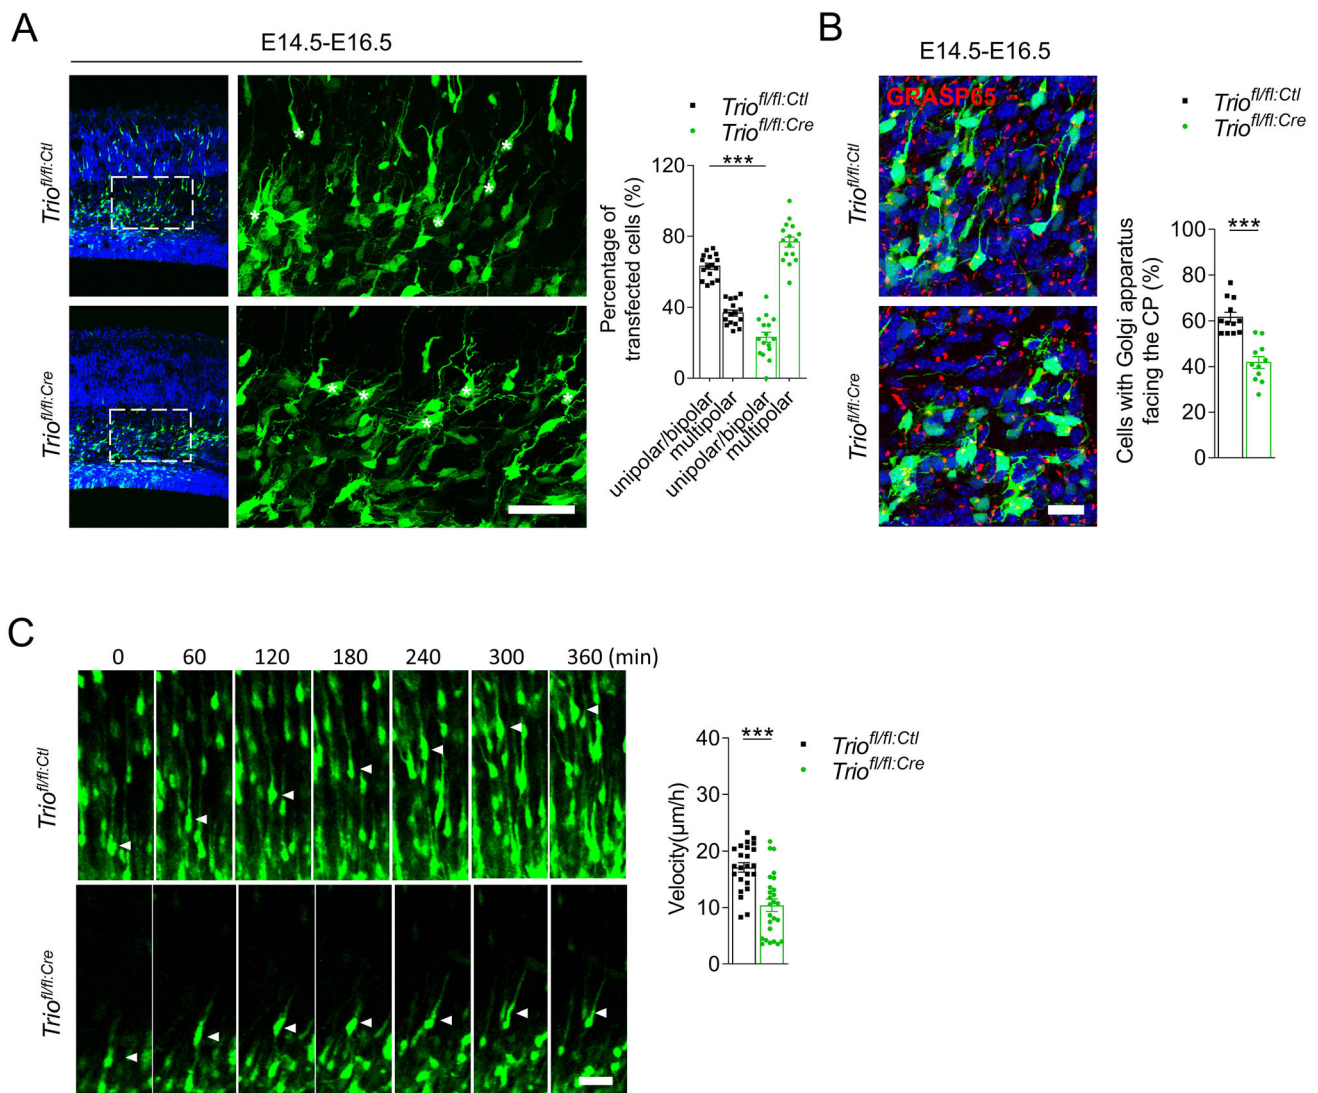 A
E14.5-E16.5
Trio^fl/fl:Ctl
Trio^fl/fl:Cre
*
*
*
*
*
*
*
*
*
*
Trio^fl/fl:Ctl
Trio^fl/fl:Cre
Percentage of
transfected cells (%)
120
80
40
0
***
unipolar/bipolar
multipolar
unipolar/bipolar
multipolar
B
E14.5-E16.5
GRASP65
Trio^fl/fl:Ctl
Trio^fl/fl:Cre
Trio^fl/fl:Ctl
Trio^fl/fl:Cre
Cells with Golgi apparatus
facing the CP (%)
100
80
60
40
20
0
***
C
0 60 120 180 240 300 360 (min)
Trio^fl/fl:Ctl
Trio^fl/fl:Cre
Velocity(μm/h)
40
30
20
10
0
***
Trio^fl/fl:Ctl
Trio^fl/fl:Cre